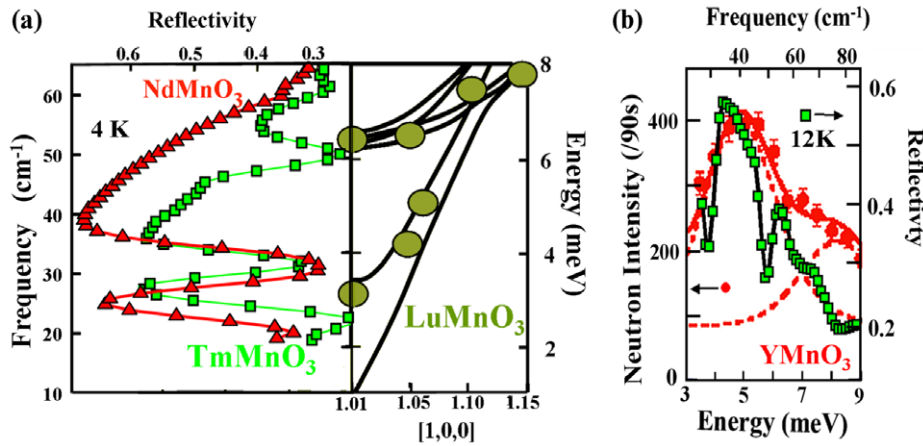 (a)
Reflectivity
0.6 0.5 0.4 0.3
NdMnO3
4 K
TmMnO3
LuMnO3
Frequency (cm-1)
60
50
40
30
20
10
8
6
4
2
Energy (meV)
1.01 1.05 1.10 1.15
[1,0,0]
(b)
Frequency (cm-1)
40 60 80
12K
YMnO3
Neutron Intensity (/90s)
400
300
200
100
0
0.6
0.4
0.2
Reflectivity
3 5 7 9
Energy (meV)